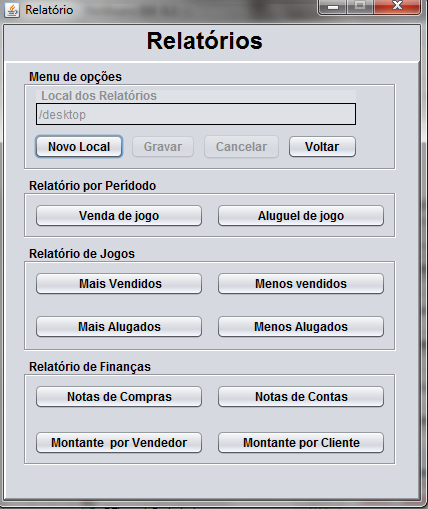 Relatório
Relatórios
Menu de opções
Local dos Relatórios
/desktop
Novo Local Gravar Cancelar Voltar
Relatório por Perídodo
Venda de jogo Aluguel de jogo
Relatório de Jogos
Mais Vendidos Menos vendidos
Mais Alugados Menos Alugados
Relatório de Finanças
Notas de Compras Notas de Contas
Montante por Vendedor Montante por Cliente